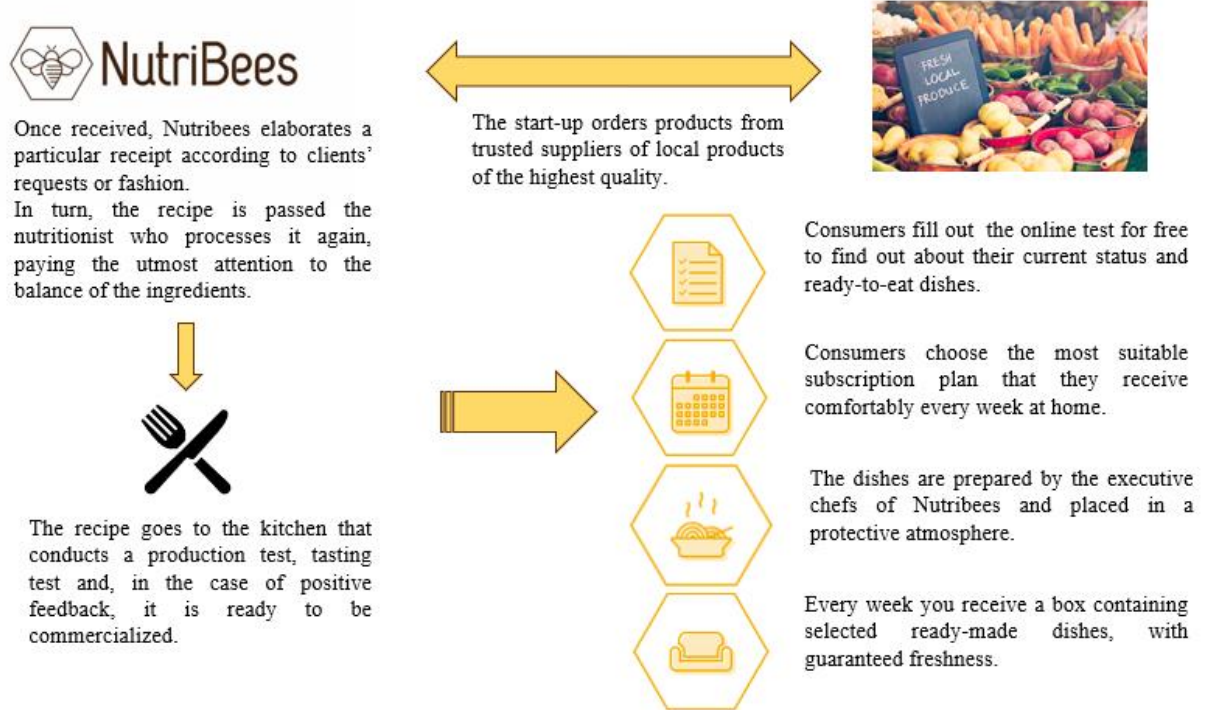 NutriBees
Once received, Nutribees elaborates a
particular receipt according to clients'
requests or fashion.
In turn, the recipe is passed the
nutritionist who processes it again,
paying the utmost attention to the
balance of the ingredients.
The recipe goes to the kitchen that
conducts a production test, tasting
test and, in the case of positive
feedback, it is ready to be
commercialized.
The start-up orders products from
trusted suppliers of local products
of the highest quality.
FRESH
LOCAL
PRODUCE
Consumers fill out the online test for free
to find out about their current status and
ready-to-eat dishes.
Consumers choose the most suitable
subscription plan that they receive
comfortably every week at home.
The dishes are prepared by the executive
chefs of Nutribees and placed in a
protective atmosphere.
Every week you receive a box containing
selected ready-made dishes, with
guaranteed freshness.